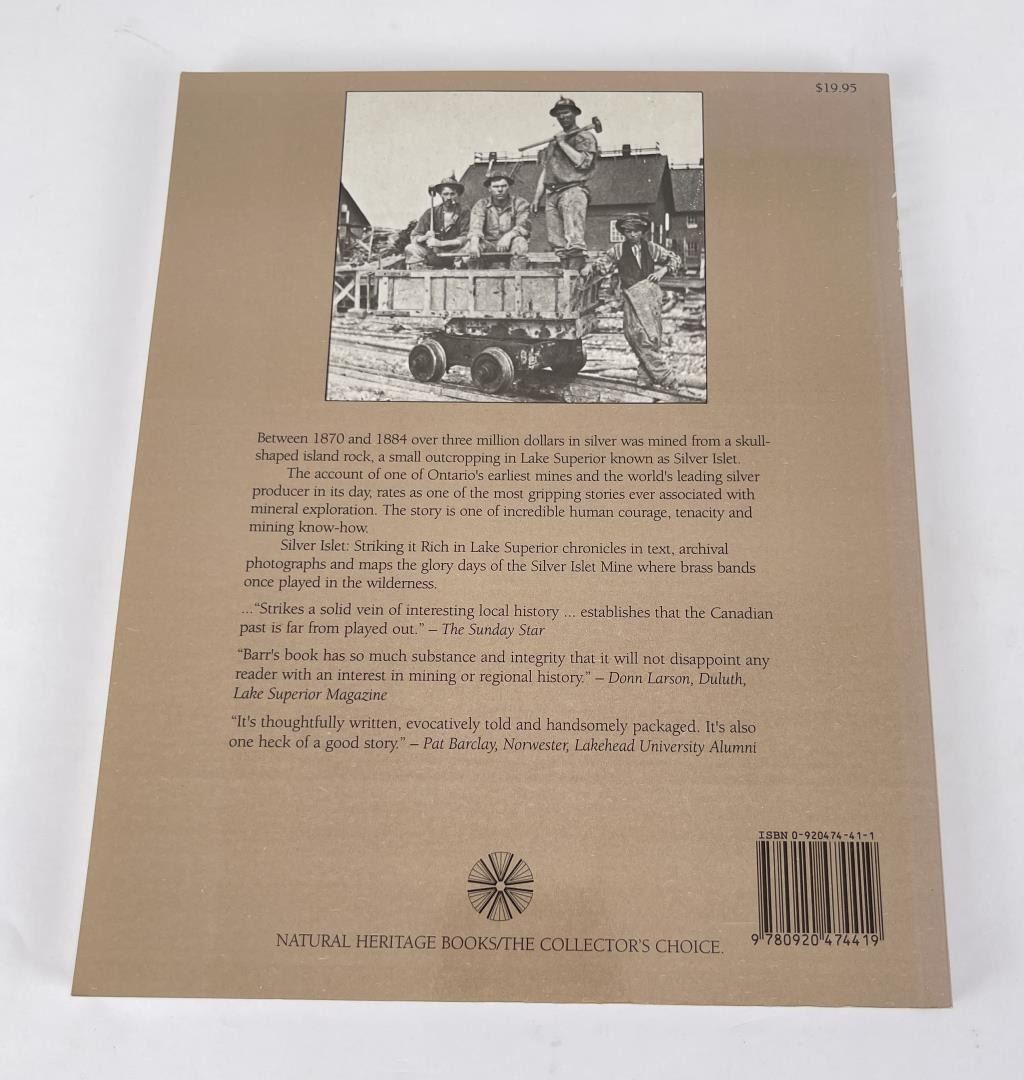 $19.95
Between 1870 and 1884 over three million dollars in silver was mined from a skull-
shaped island rock, a small outcropping in Lake Superior known as Silver Islet.
The account of one of Ontario's earliest mines and the world's leading silver
producer in its day, rates as one of the most gripping stories ever associated with
mineral exploration. The story is one of incredible human courage, tenacity and
mining know-how.
Silver Islet: Striking it Rich in Lake Superior chronicles in text, archival
photographs and maps the glory days of the Silver Islet Mine where brass bands
once played in the wilderness.
..."Strikes a solid vein of interesting local history ... establishes that the Canadian
past is far from played out." – The Sunday Star
"Barr's book has so much substance and integrity that it will not disappoint any
reader with an interest in mining or regional history." – Donn Larson, Duluth,
Lake Superior Magazine
"It's thoughtfully written, evocatively told and handsomely packaged. It's also
one heck of a good story." – Pat Barclay, Norwester, Lakehead University Alumni
ISBN 0-920474-41-1
9 780920 474419
NATURAL HERITAGE BOOKS/THE COLLECTOR'S CHOICE.